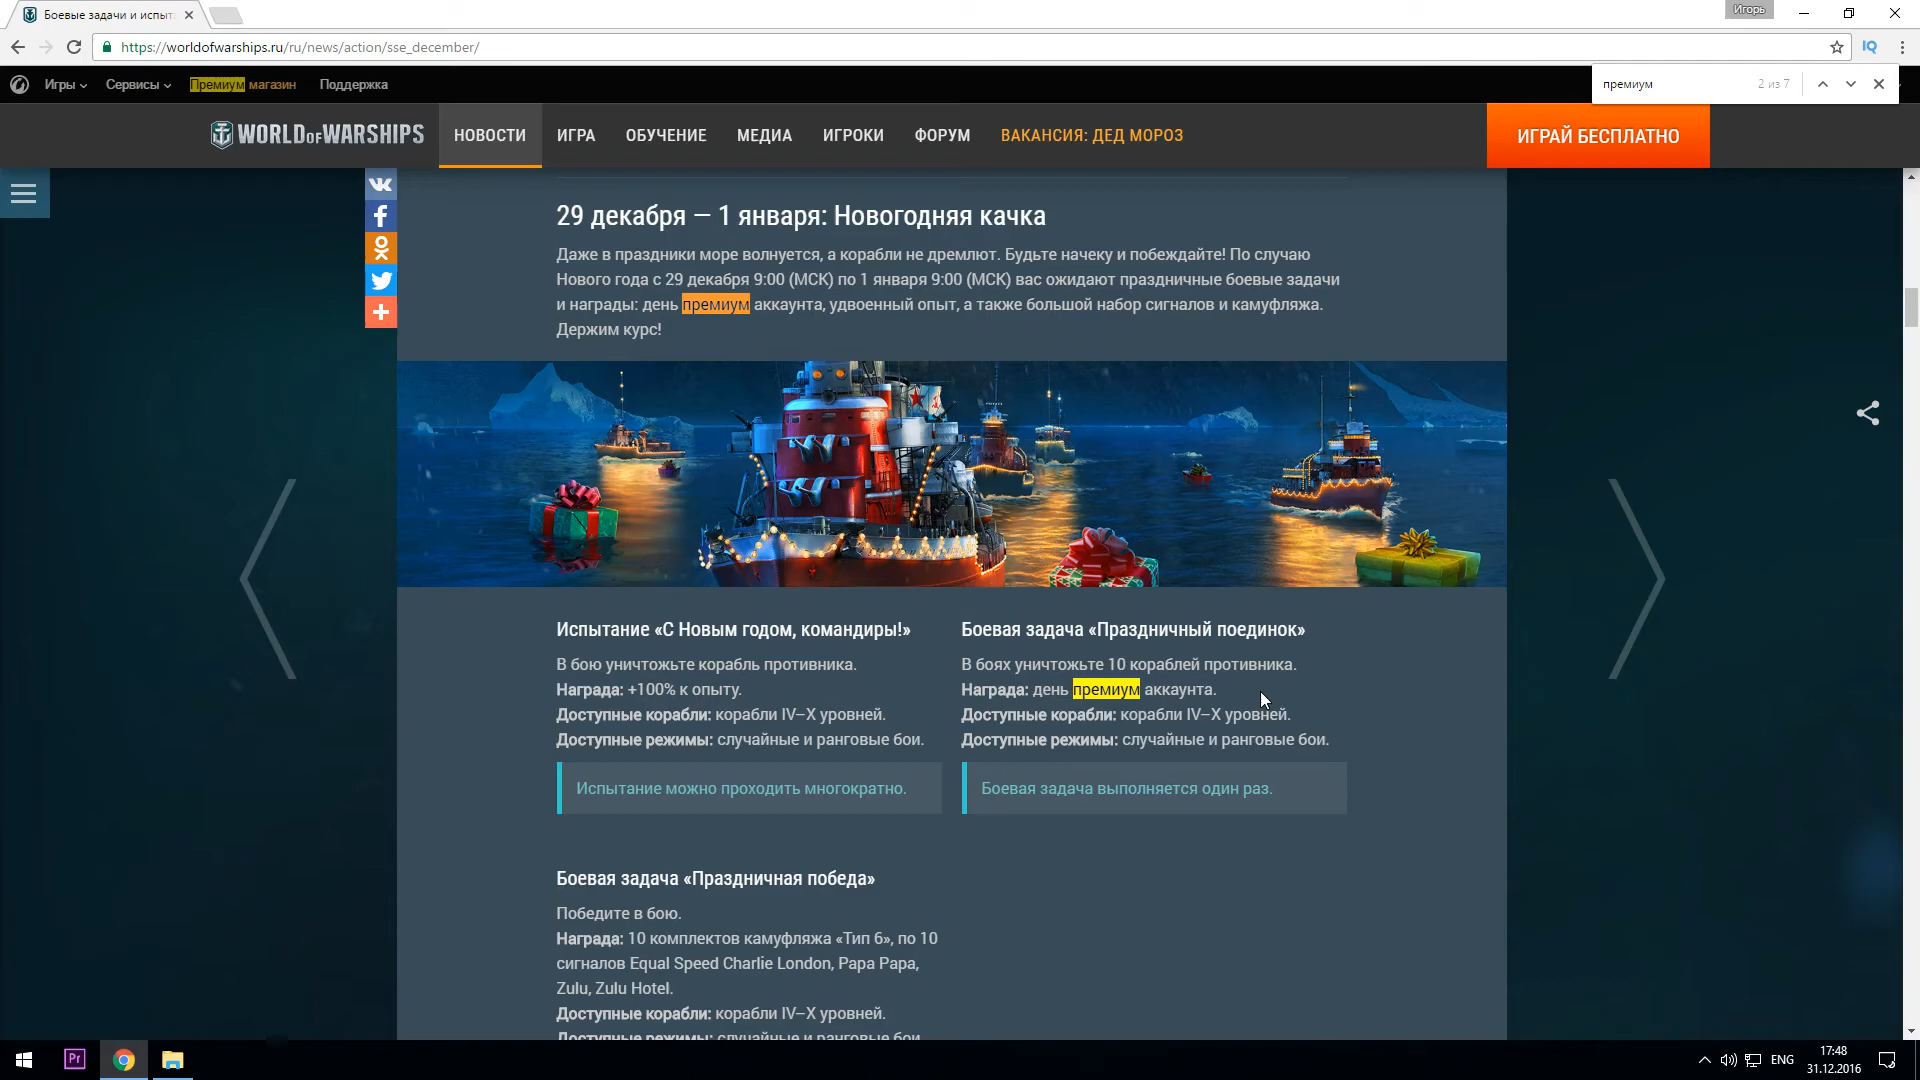 Боевые задачи и испыт
Игорь
https://worldofwarships.ru/ru/news/action/sse_december/
IQ
Игры
Сервисы
Премиум магазин
Поддержка
премиум
2 из 7
WORLD OF WARSHIPS
НОВОСТИ
ИГРА
ОБУЧЕНИЕ
МЕДИА
ИГРОКИ
ФОРУМ
ВАКАНСИЯ: ДЕД МОРОЗ
ИГРАЙ БЕСПЛАТНО
29 декабря — 1 января: Новогодняя качка
Даже в праздники море волнуется, а корабли не дремлют. Будьте начеку и побеждайте! По случаю
Нового года с 29 декабря 9:00 (МСК) по 1 января 9:00 (МСК) вас ожидают праздничные боевые задачи
и награды: день премиум аккаунта, удвоенный опыт, а также большой набор сигналов и камуфляжа.
Держим курс!
Испытание «С Новым годом, командиры!»
В бою уничтожьте корабль противника.
Награда: +100% к опыту.
Доступные корабли: корабли IV–X уровней.
Доступные режимы: случайные и ранговые бои.
Испытание можно проходить многократно.
Боевая задача «Праздничный поединок»
В боях уничтожьте 10 кораблей противника.
Награда: день премиум аккаунта.
Доступные корабли: корабли IV–X уровней.
Доступные режимы: случайные и ранговые бои.
Боевая задача выполняется один раз.
Боевая задача «Праздничная победа»
Победите в бою.
Награда: 10 комплектов камуфляжа «Тип 6», по 10
сигналов Equal Speed Charlie London, Papa Papa,
Zulu, Zulu Hotel.
Доступные корабли: корабли IV–X уровней.
Доступные режимы: случайные и ранговые бои
Pr
ENG
17:48
31.12.2016